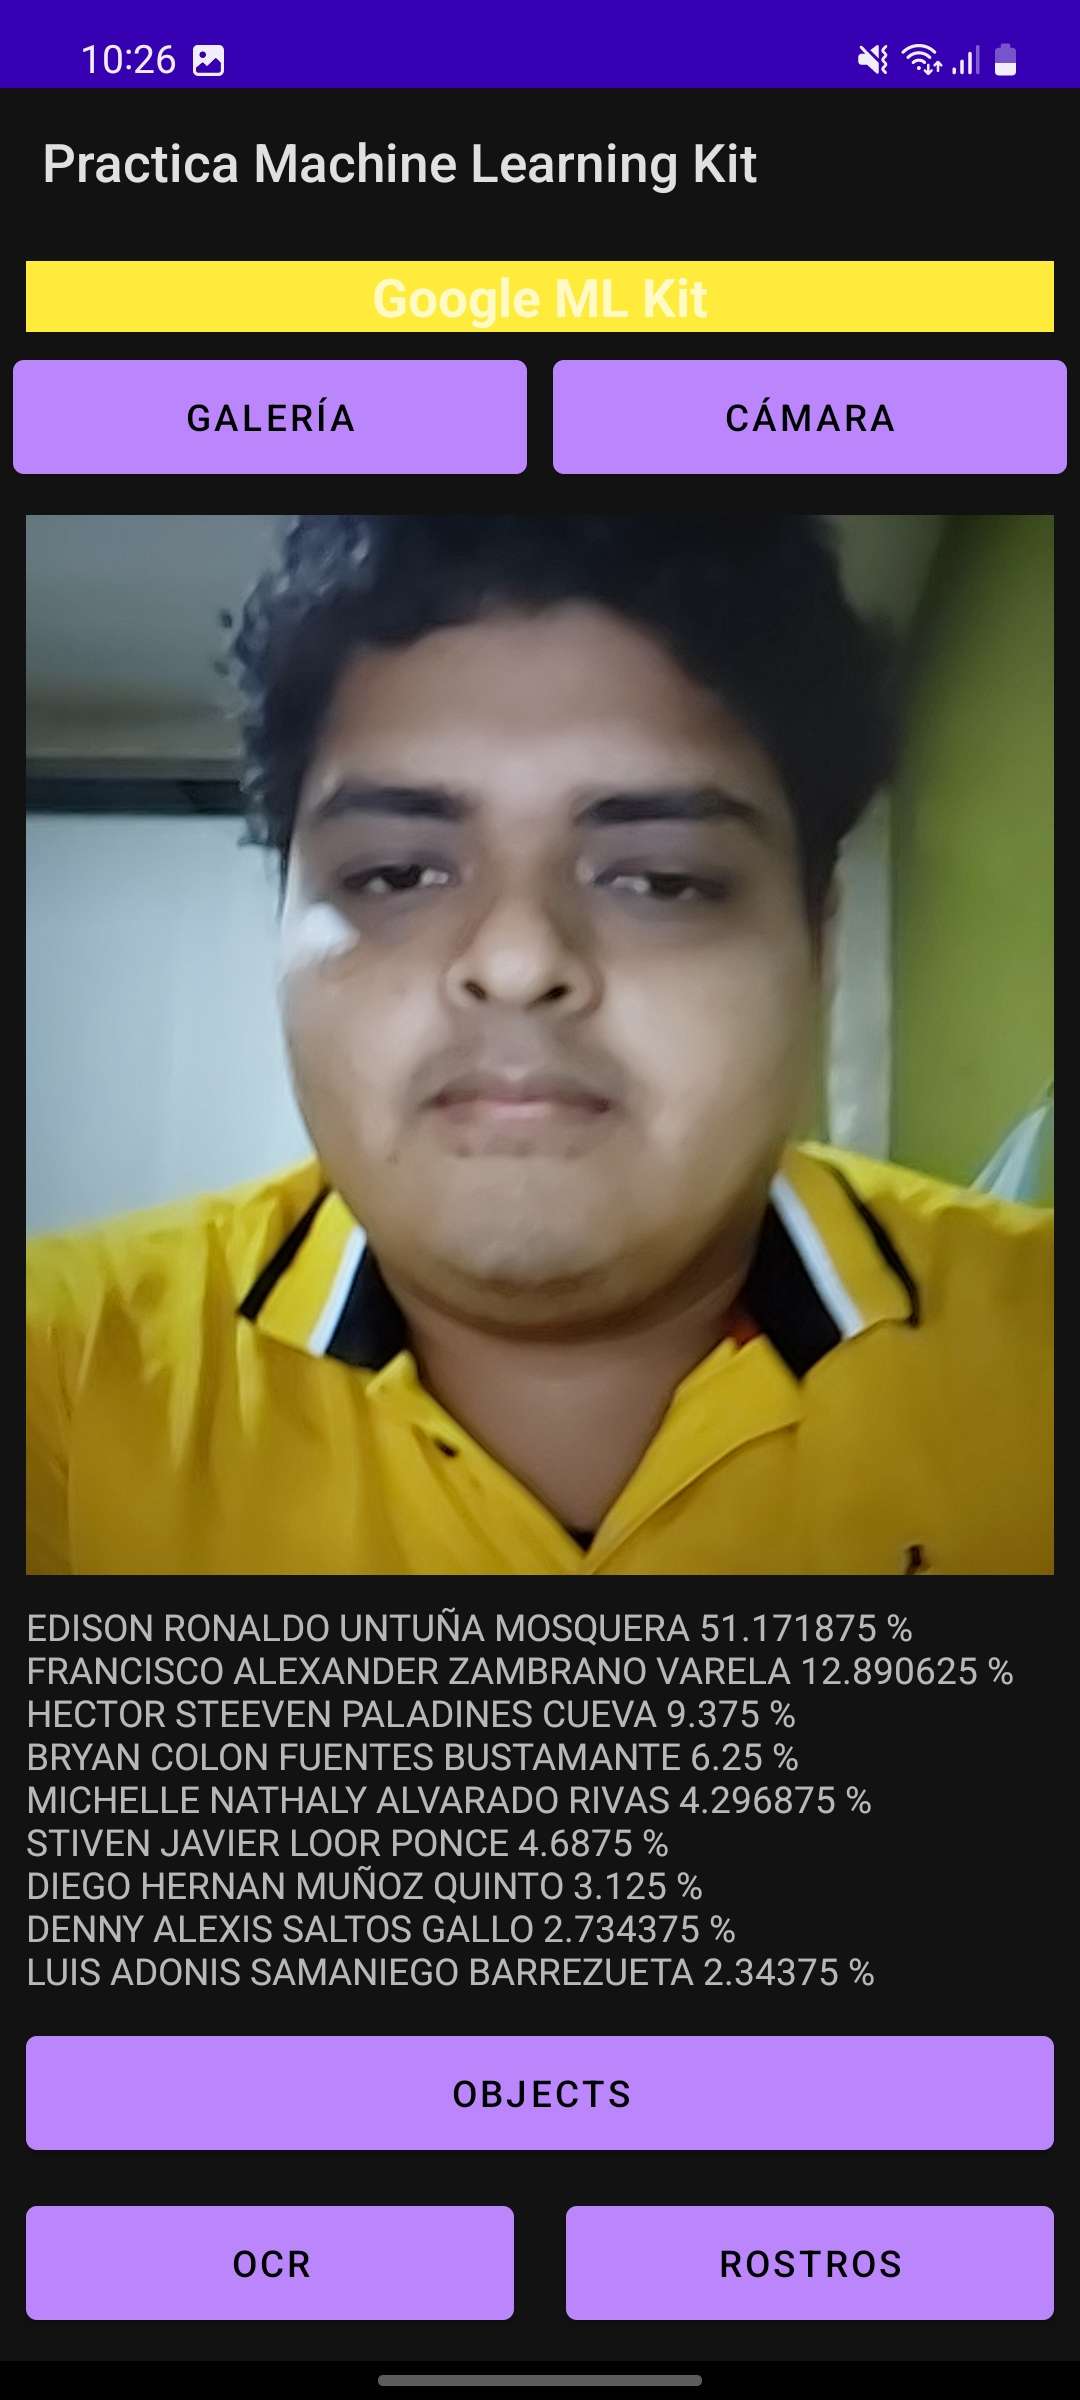 10:26
Practica Machine Learning Kit
Google ML Kit
GALERÍA
CÁMARA
EDISON RONALDO UNTUÑA MOSQUERA 51.171875 %
FRANCISCO ALEXANDER ZAMBRANO VARELA 12.890625 %
HECTOR STEEVEN PALADINES CUEVA 9.375 %
BRYAN COLON FUENTES BUSTAMANTE 6.25 %
MICHELLE NATHALY ALVARADO RIVAS 4.296875 %
STIVEN JAVIER LOOR PONCE 4.6875 %
DIEGO HERNAN MUÑOZ QUINTO 3.125 %
DENNY ALEXIS SALTOS GALLO 2.734375 %
LUIS ADONIS SAMANIEGO BARREZUETA 2.34375 %
OBJECTS
OCR
ROSTROS